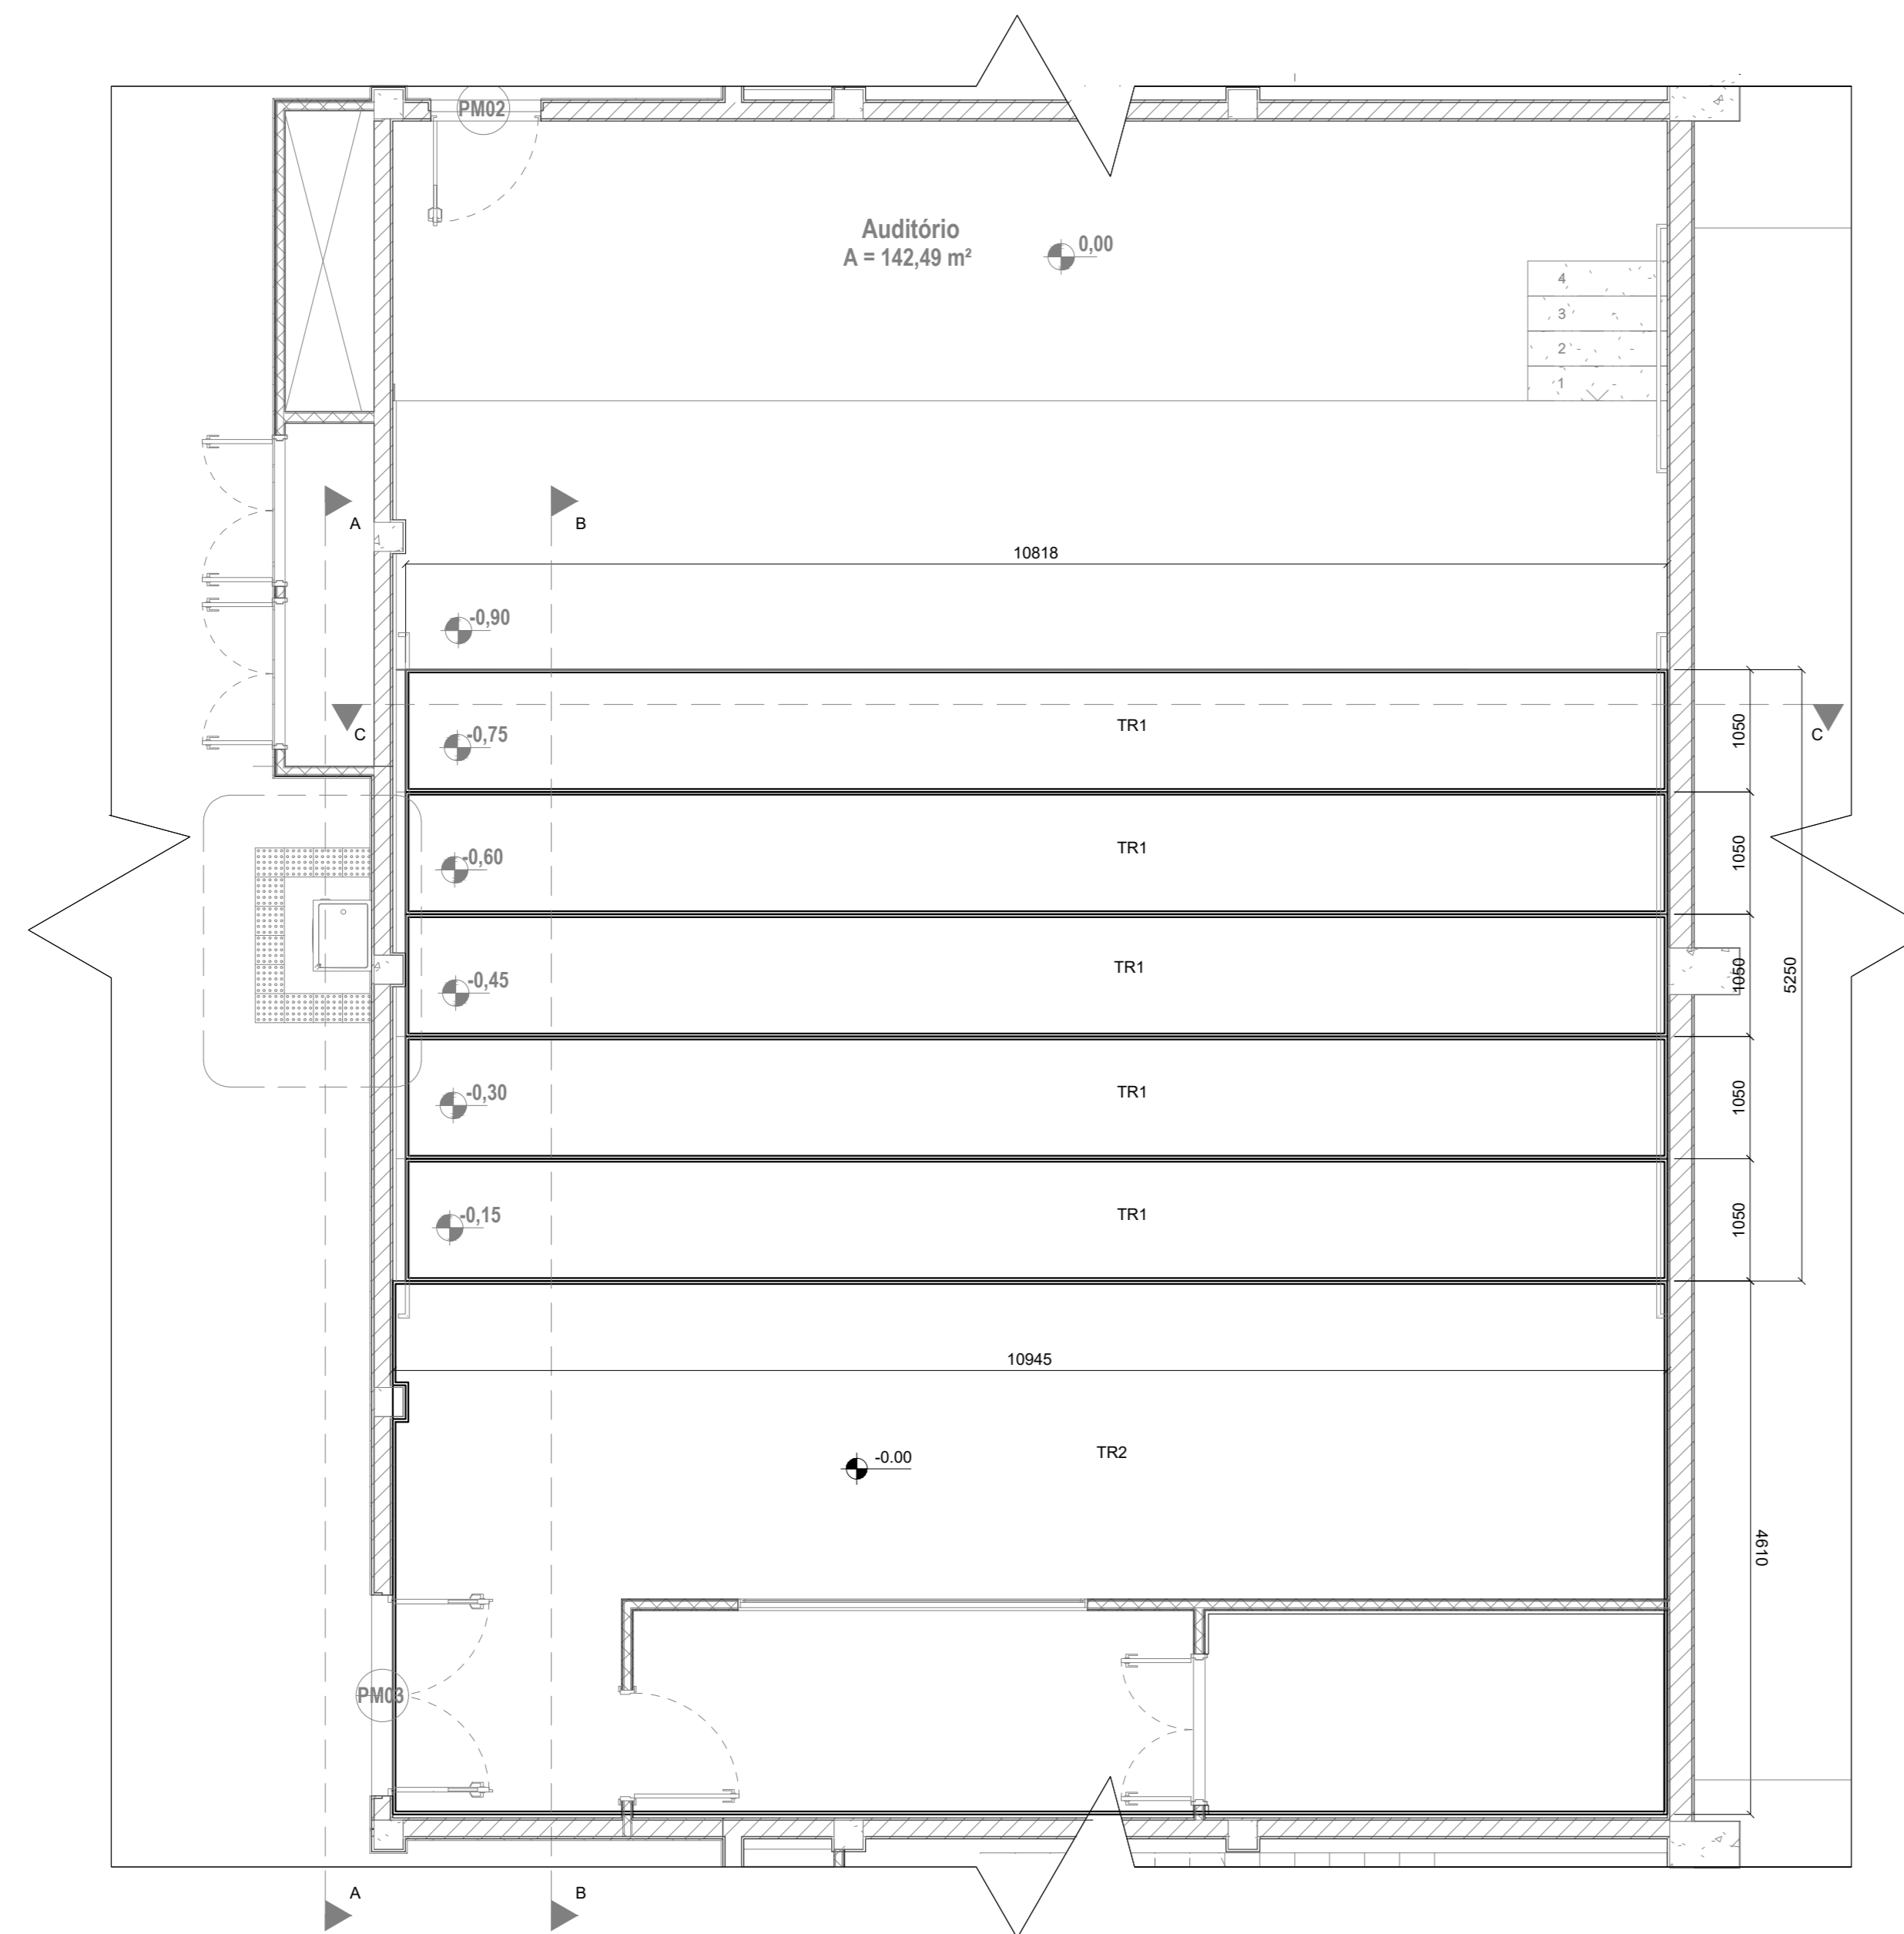 PM02
Auditório
A = 142,49 m²
0,00
4
3
2
1
A
B
10818
-0,90
TR1
-0,75
1050
C
C
TR1
-0,60
1050
TR1
-0,45
1050
5250
TR1
-0,30
1050
TR1
-0,15
1050
10945
TR2
-0.00
4610
PM03
A
B